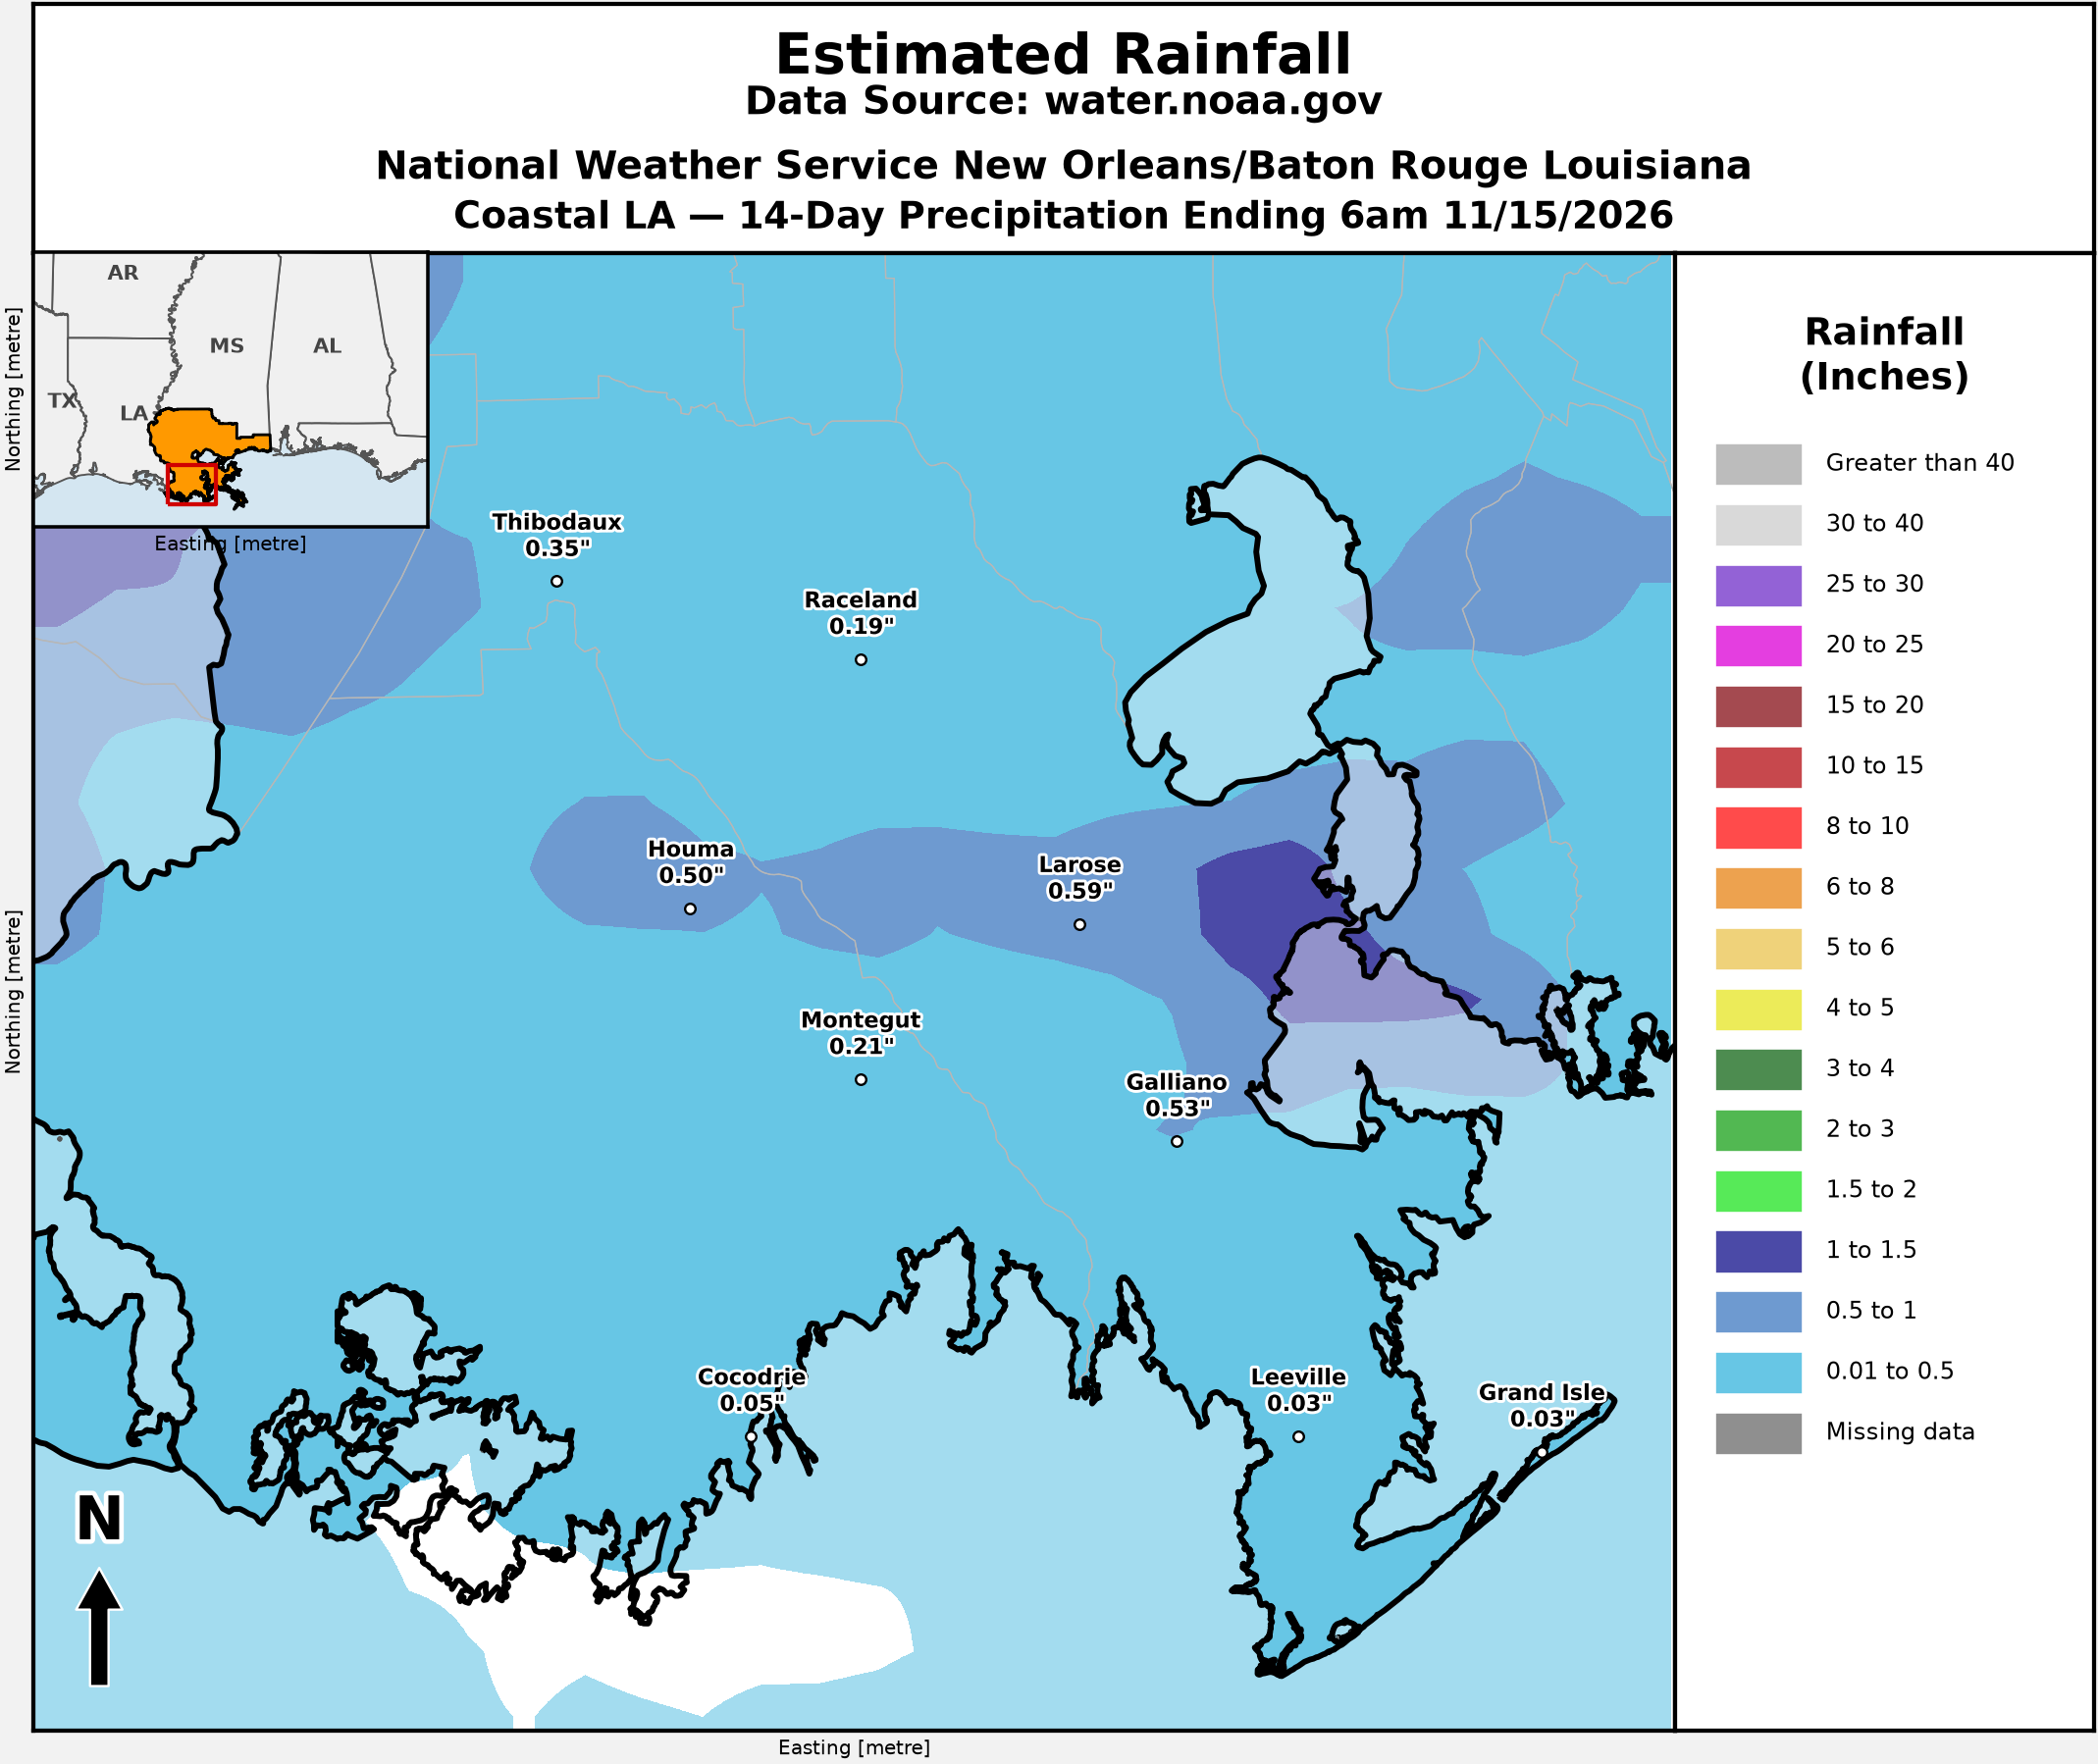 Estimated Rainfall
Data Source: water.noaa.gov
National Weather Service New Orleans/Baton Rouge Louisiana
Coastal LA — 14-Day Precipitation Ending 6am 11/15/2026
Northing [metre]
AR
MS
AL
TX
LA
Easting [metre]
Thibodaux
0.35"
Raceland
0.19"
Houma
0.50"
Larose
0.59"
Montegut
0.21"
Galliano
0.53"
Cocodrie
0.05"
Leeville
0.03"
Grand Isle
0.03"
N
Northing [metre]
Easting [metre]
Rainfall
(Inches)
Greater than 40
30 to 40
25 to 30
20 to 25
15 to 20
10 to 15
8 to 10
6 to 8
5 to 6
4 to 5
3 to 4
2 to 3
1.5 to 2
1 to 1.5
0.5 to 1
0.01 to 0.5
Missing data